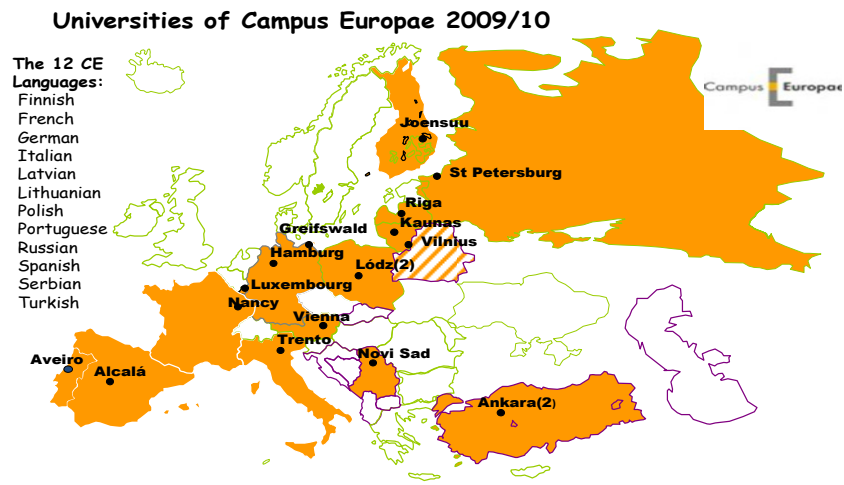 Universities of Campus Europae 2009/10
The 12 CE
Languages:
Finnish
French
German
Italian
Latvian
Lithuanian
Polish
Portuguese
Russian
Spanish
Serbian
Turkish
Campus Europae
Joensuu
St Petersburg
Riga
Kaunas
Greifswald
Vilnius
Hamburg
Lódz(2)
Luxembourg
Nancy
Vienna
Trento
Novi Sad
Aveiro
Alcalá
Ankara(2)